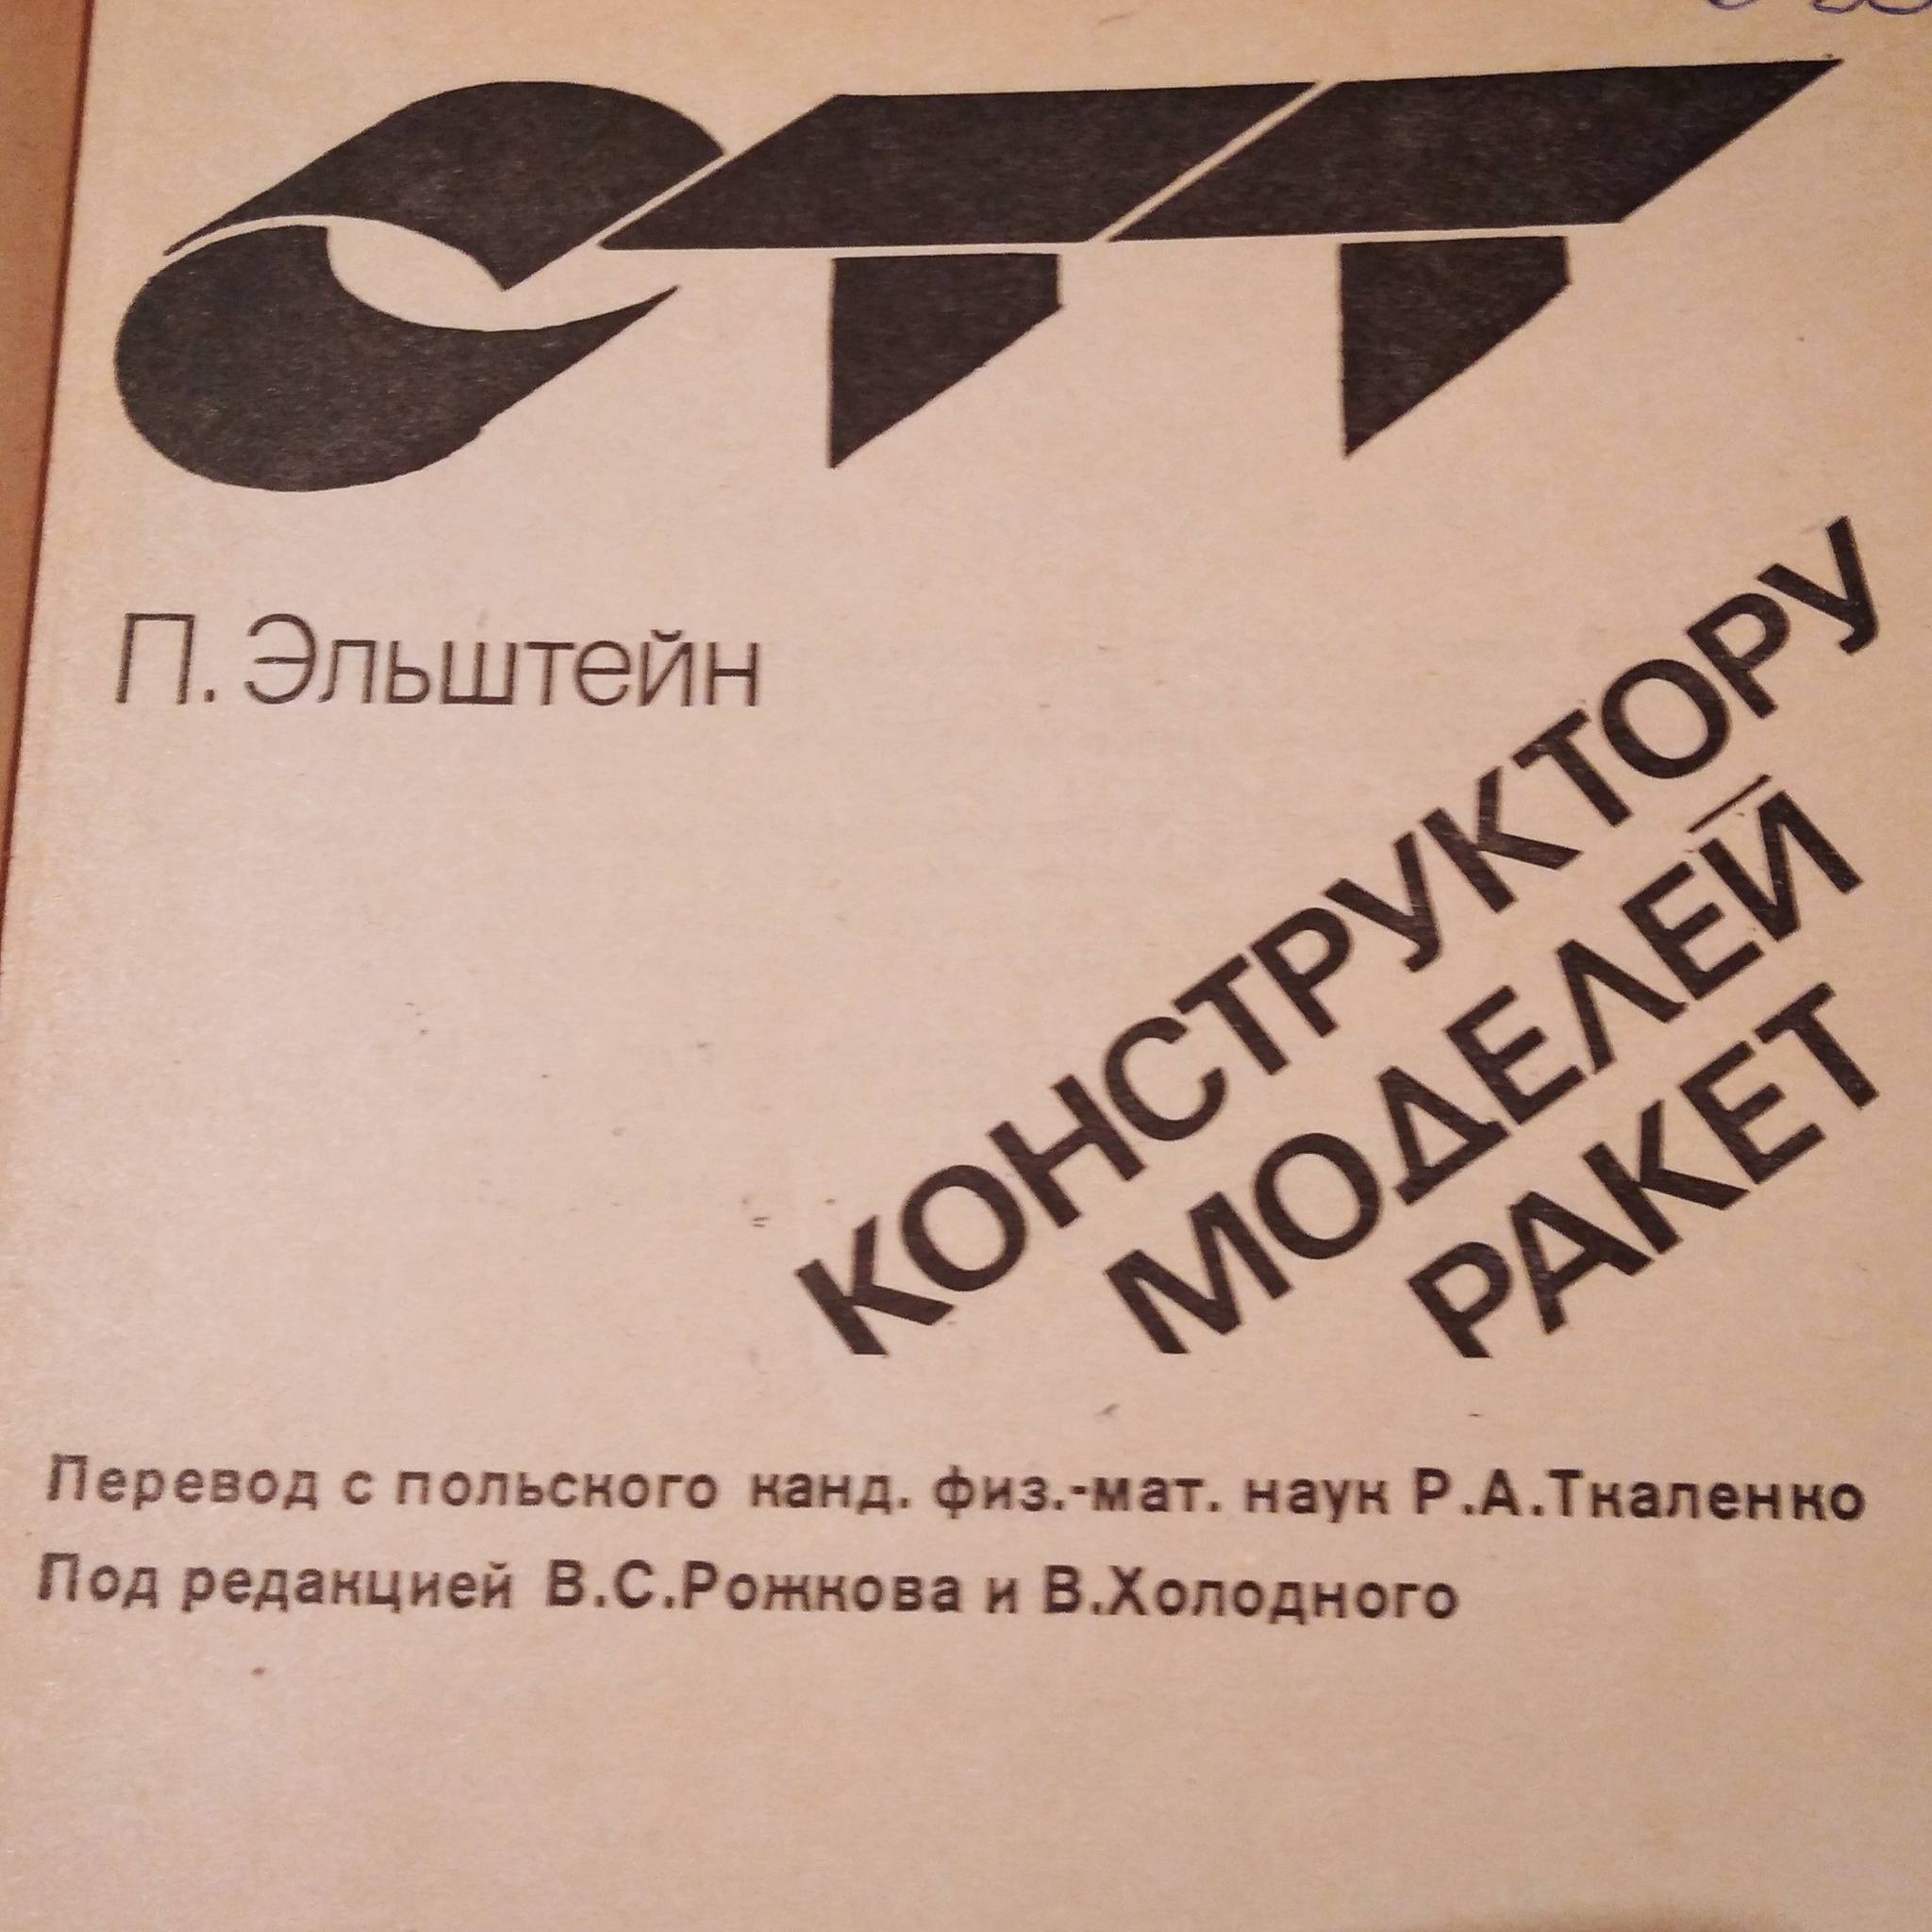 СТТ
П. Эльштейн
КОНСТРУКТОРУ
МОДЕЛЕЙ
РАКЕТ
Перевод с польского канд. физ.-мат. наук Р.А.Ткаленко
Под редакцией В.С.Рожкова и В.Холодного